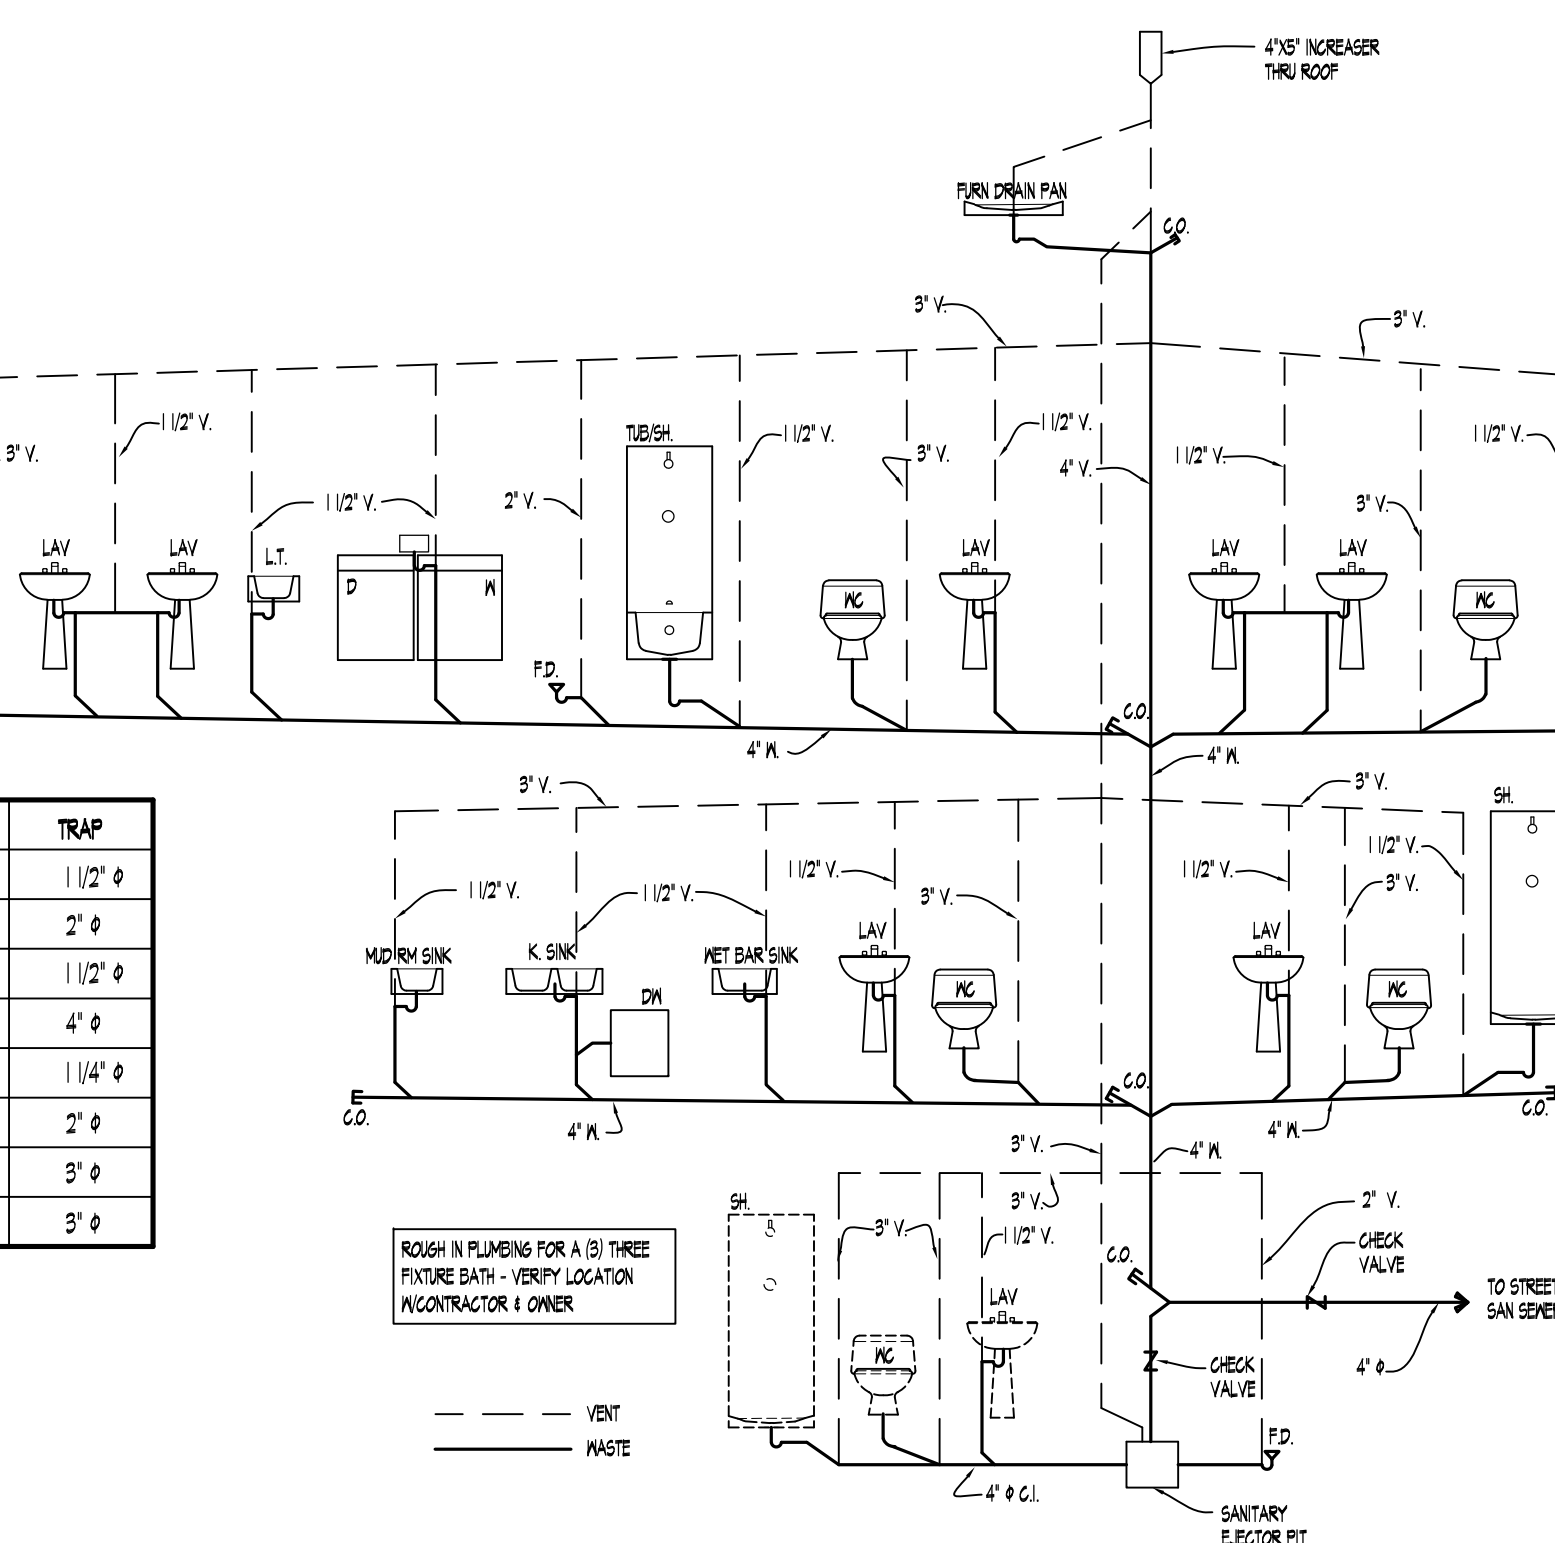 4"X5" INCREASER
THRU ROOF
FURN DRAIN PAN
C.O.
3" V.
3" V.
1 1/2" V.
3" V.
TUB/SH.
1 1/2" V.
3" V.
1 1/2" V.
4" V.
1 1/2" V.
1 1/2" V.
1 1/2" V.
2" V.
3" V.
LAV
LAV
L.T.
D
W
F.D.
WC
LAV
LAV
LAV
WC
C.O.
4" W.
4" W.
3" V.
3" V.
SH.
TRAP
1 1/2" Φ
2" Φ
1 1/2" Φ
4" Φ
1 1/4" Φ
2" Φ
3" Φ
3" Φ
1 1/2" V.
1 1/2" V.
1 1/2" V.
3" V.
1 1/2" V.
1 1/2" V.
3" V.
MUD RM SINK
K. SINK
WET BAR SINK
LAV
LAV
DW
WC
WC
C.O.
C.O.
C.O.
4" W.
4" W.
3" V.
4" W.
SH.
3" V.
2" V.
3" V.
1 1/2" V.
C.O.
CHECK
VALVE
ROUGH IN PLUMBING FOR A (3) THREE
FIXTURE BATH - VERIFY LOCATION
W/CONTRACTOR & OWNER
LAV
WC
TO STREET
SAN SEWER
4" Φ
CHECK
VALVE
VENT
WASTE
F.D.
4" Φ C.I.
SANITARY
EJECTOR PIT